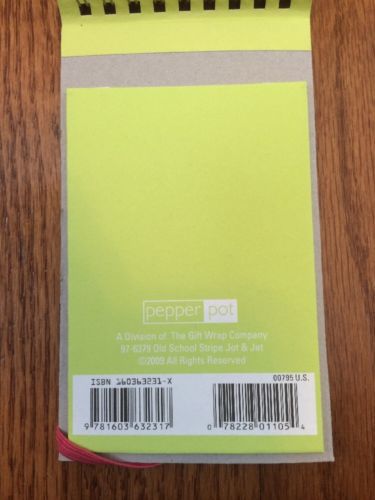 pepper pot
A Division of The Gift Wrap Company
97-6379 Old School Stripe Jot & Jet
©2009 All Rights Reserved
ISBN 160363231-X
00795 U.S.
9 781603 632317
0 78228 01105 4